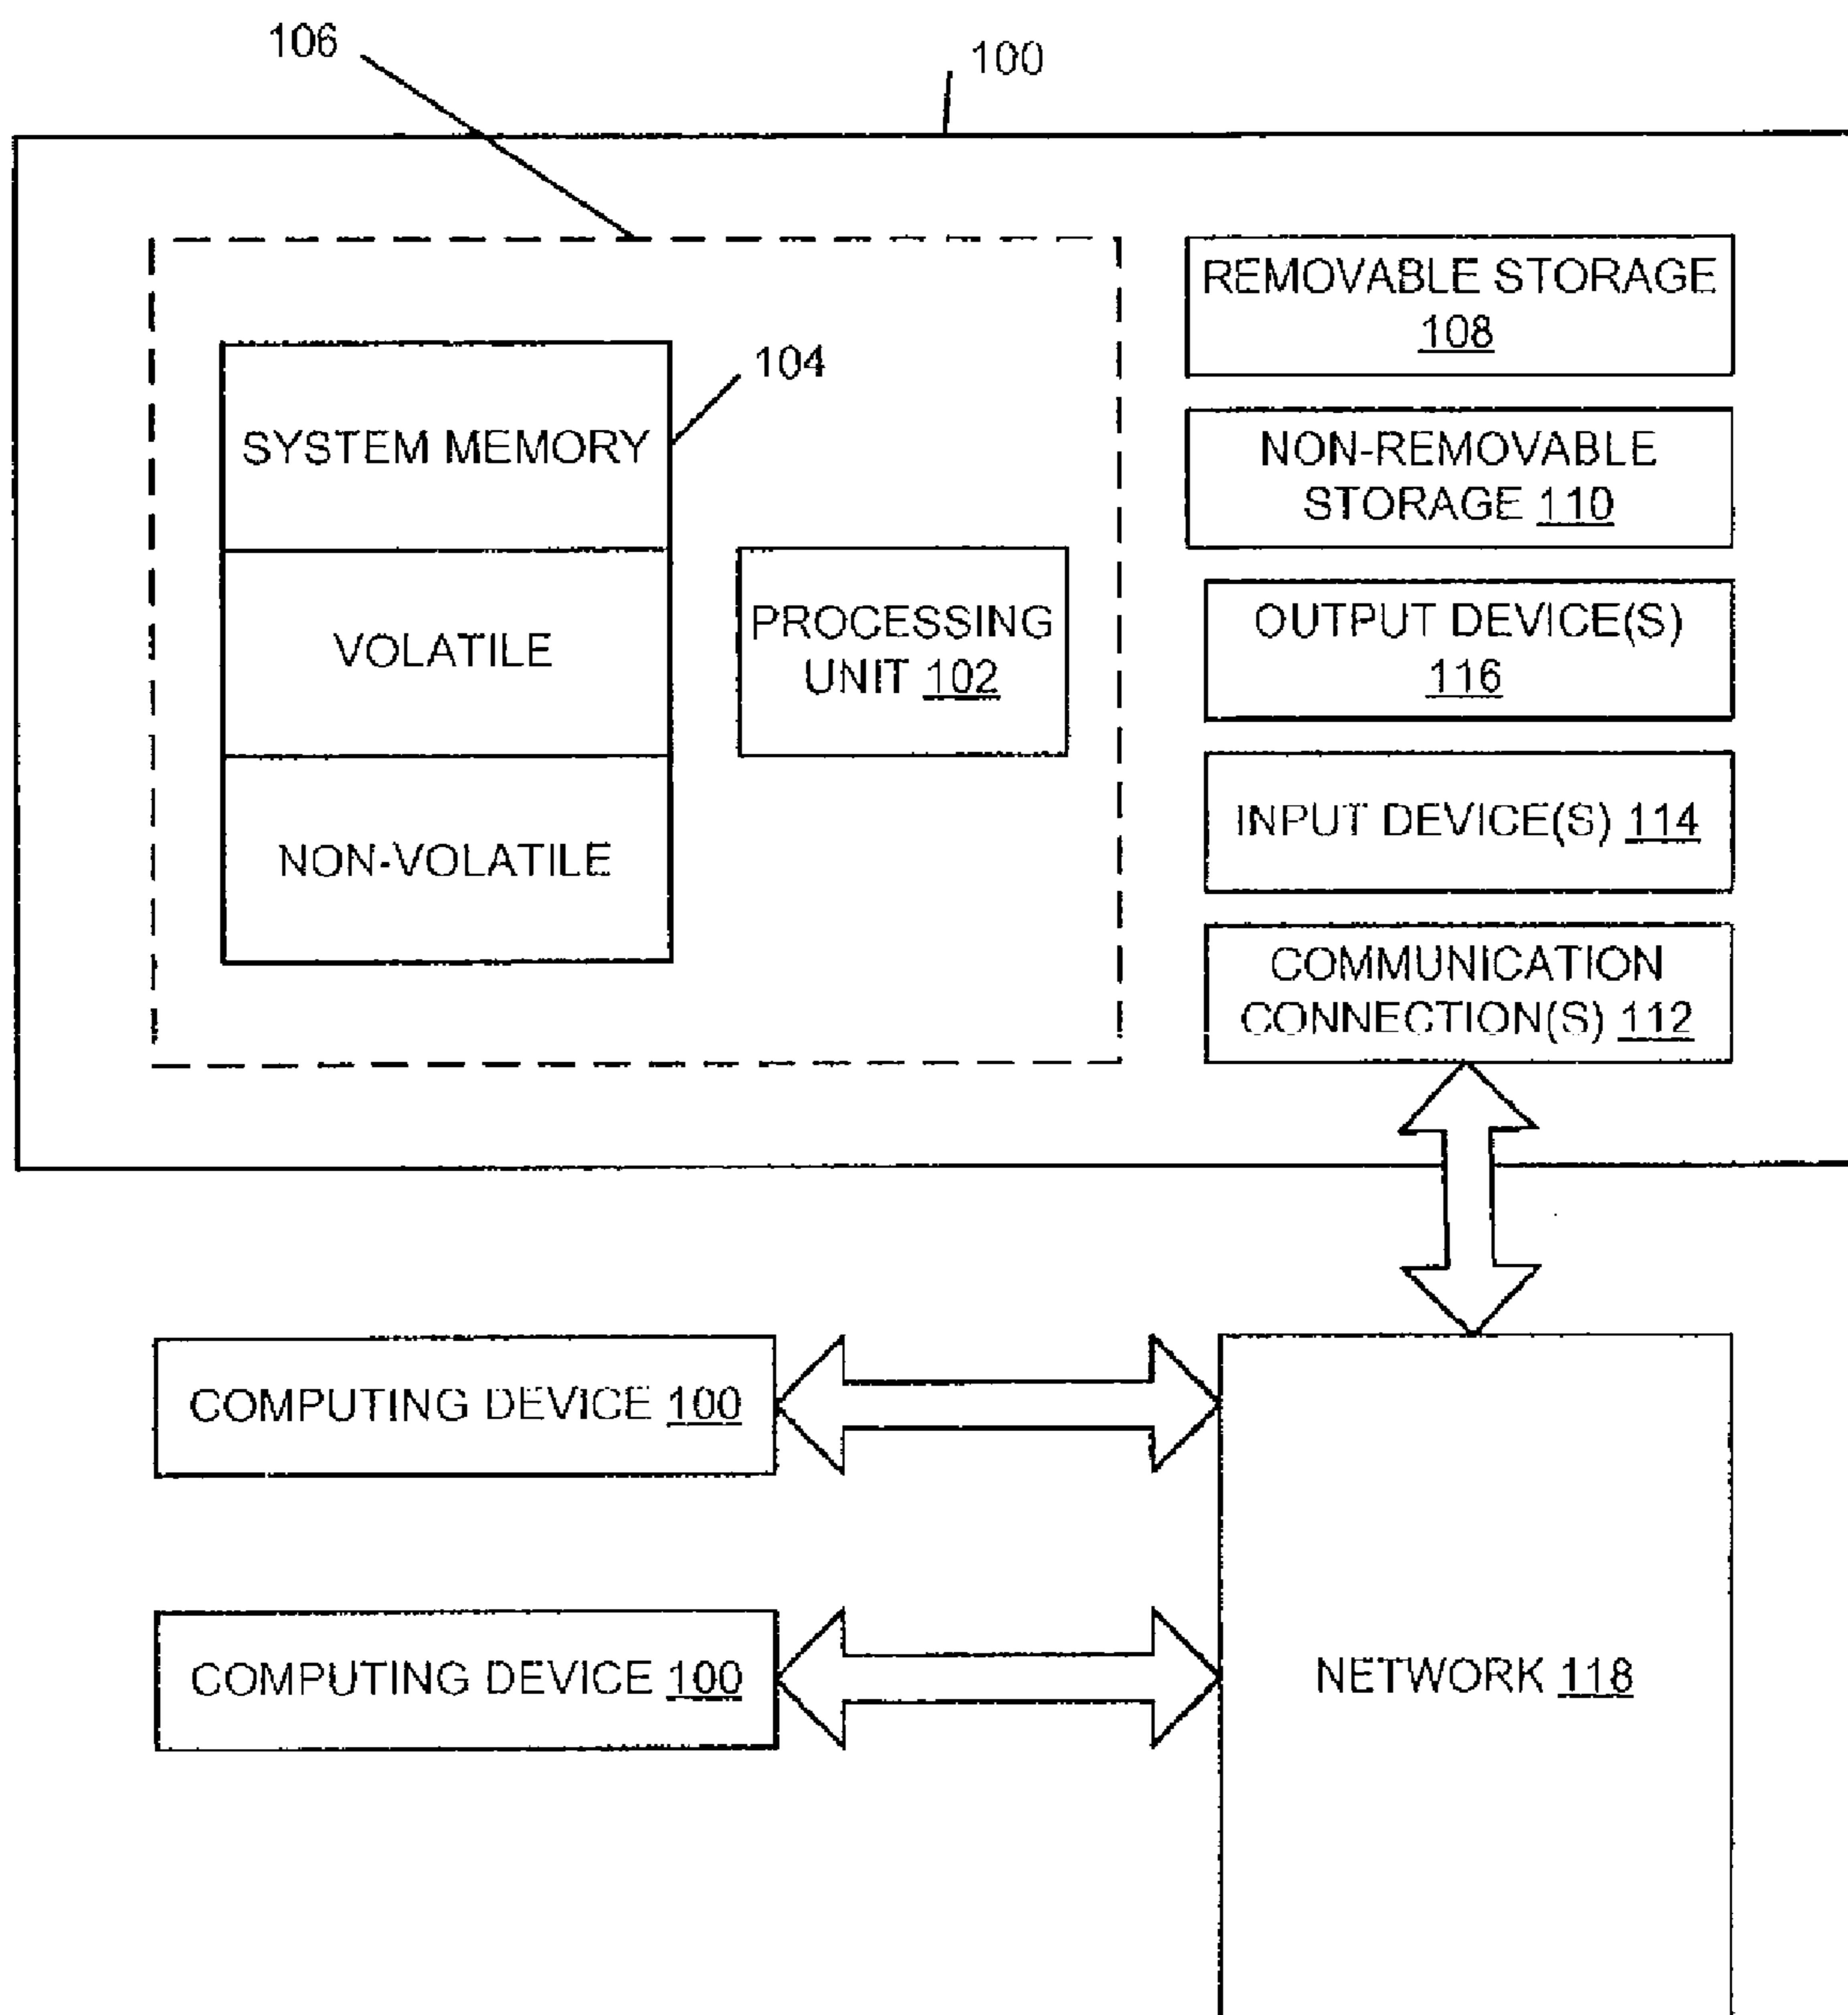 106
100
REMOVABLE STORAGE
108
104
SYSTEM MEMORY
NON-REMOVABLE
STORAGE 110
VOLATILE
PROCESSING
UNIT 102
OUTPUT DEVICE(S)
116
NON-VOLATILE
INPUT DEVICE(S) 114
COMMUNICATION
CONNECTION(S) 112
COMPUTING DEVICE 100
COMPUTING DEVICE 100
NETWORK 118